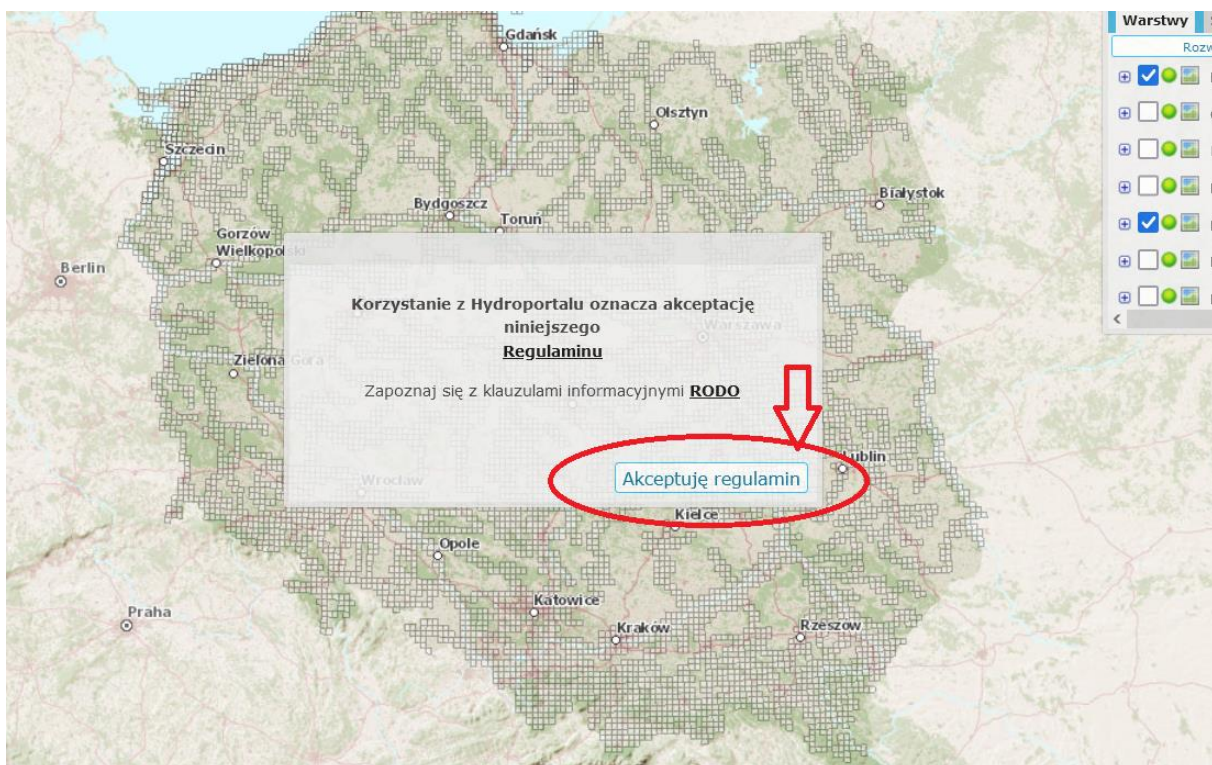 Gdańsk
Warstwy
Olsztyn
Szczecin
Białystok
Bydgoszcz
Toruń
Gorzów
Wielkopolski
Berlin
Korzystanie z Hydroportalu oznacza akceptację
niniejszego
Warszawa
Regulaminu
Zielona Góra
Zapoznaj się z klauzulami informacyjnymi RODO
Lublin
Akceptuję regulamin
Wrocław
Kielce
Opole
Katowice
Praha
Kraków
Rzeszow